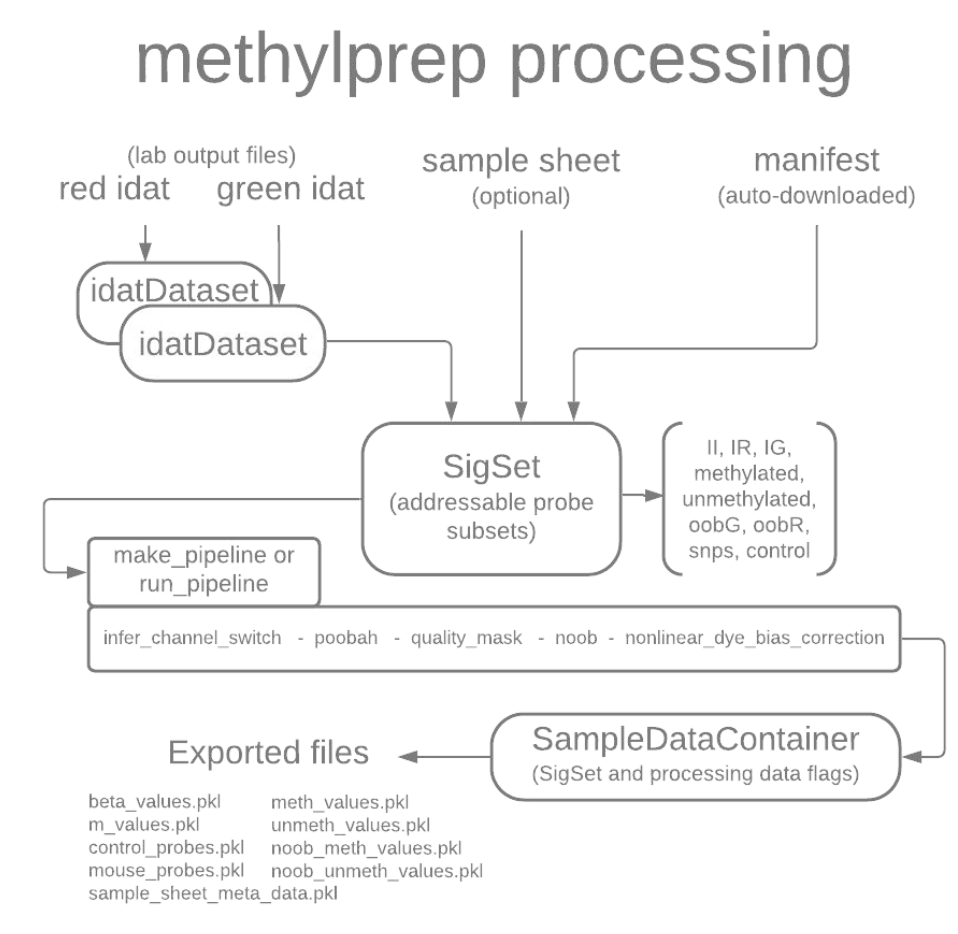 methylprep processing
(lab output files)
red idat
green idat
sample sheet
(optional)
manifest
(auto-downloaded)
idatDataset
idatDataset
SigSet
(addressable probe
subsets)
II, IR, IG,
methylated,
unmethylated,
oobG, oobR,
snps, control
make_pipeline or
run_pipeline
infer_channel_switch - poobah - quality_mask - noob - nonlinear_dye_bias_correction
SampleDataContainer
(SigSet and processing data flags)
Exported files
beta_values.pkl
m_values.pkl
control_probes.pkl
mouse_probes.pkl
sample_sheet_meta_data.pkl
meth_values.pkl
unmeth_values.pkl
noob_meth_values.pkl
noob_unmeth_values.pkl